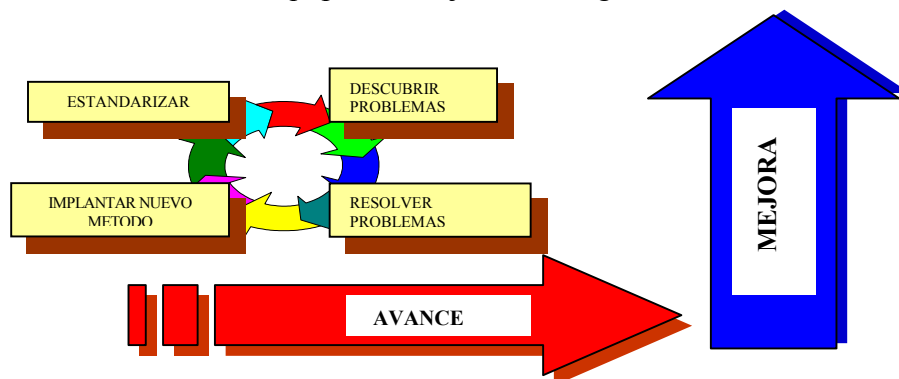 ESTANDARIZAR
DESCUBRIR
PROBLEMAS
IMPLANTAR NUEVO
METODO
RESOLVER
PROBLEMAS
AVANCE
MEJORA